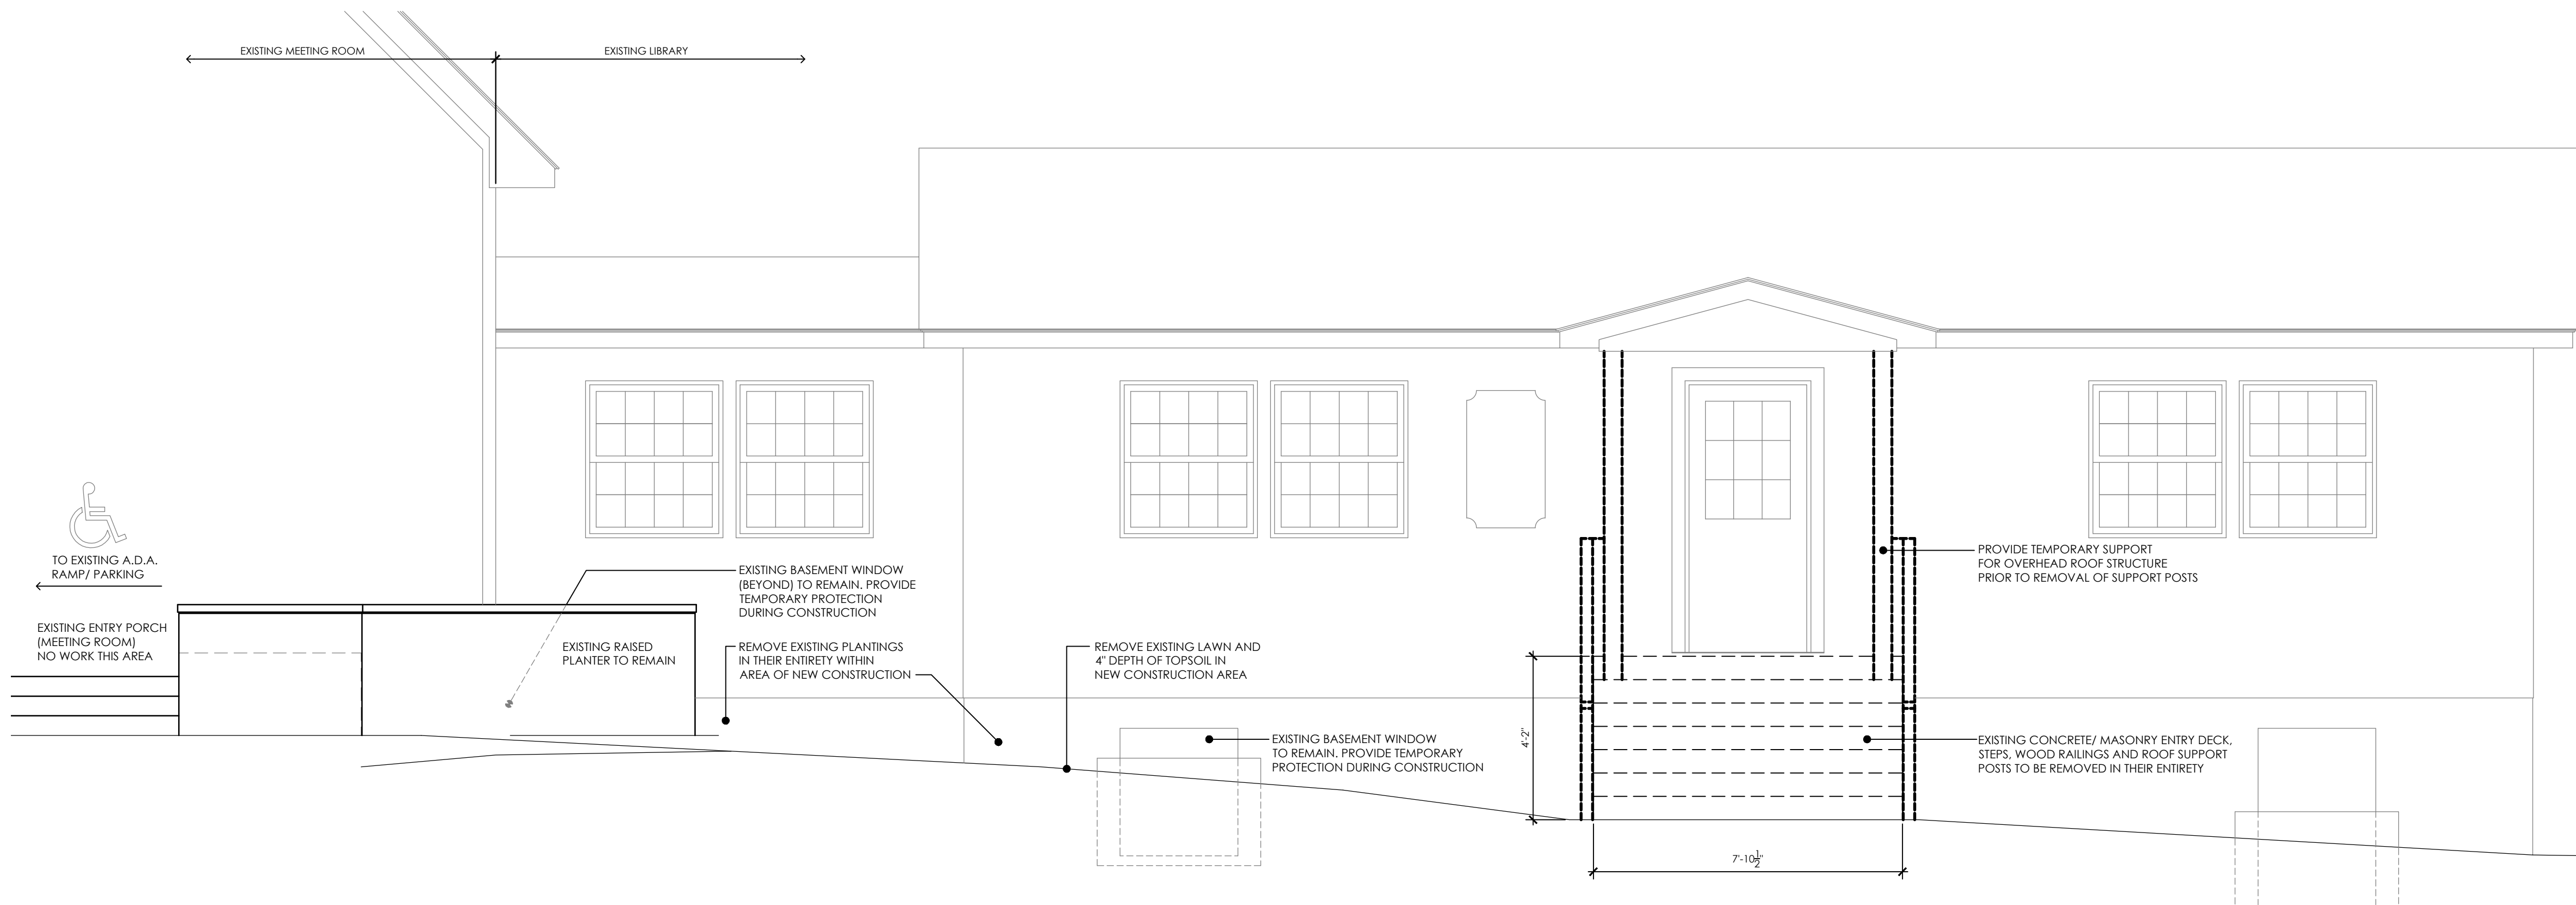 EXISTING MEETING ROOM
EXISTING LIBRARY
TO EXISTING A.D.A.
RAMP/ PARKING
EXISTING ENTRY PORCH
(MEETING ROOM)
NO WORK THIS AREA
EXISTING BASEMENT WINDOW
(BEYOND) TO REMAIN. PROVIDE
TEMPORARY PROTECTION
DURING CONSTRUCTION
EXISTING RAISED
PLANTER TO REMAIN
REMOVE EXISTING PLANTINGS
IN THEIR ENTIRETY WITHIN
AREA OF NEW CONSTRUCTION
REMOVE EXISTING LAWN AND
4" DEPTH OF TOPSOIL IN
NEW CONSTRUCTION AREA
EXISTING BASEMENT WINDOW
TO REMAIN. PROVIDE TEMPORARY
PROTECTION DURING CONSTRUCTION
4'-2"
7'-10 1/2"
PROVIDE TEMPORARY SUPPORT
FOR OVERHEAD ROOF STRUCTURE
PRIOR TO REMOVAL OF SUPPORT POSTS
EXISTING CONCRETE/ MASONRY ENTRY DECK,
STEPS, WOOD RAILINGS AND ROOF SUPPORT
POSTS TO BE REMOVED IN THEIR ENTIRETY